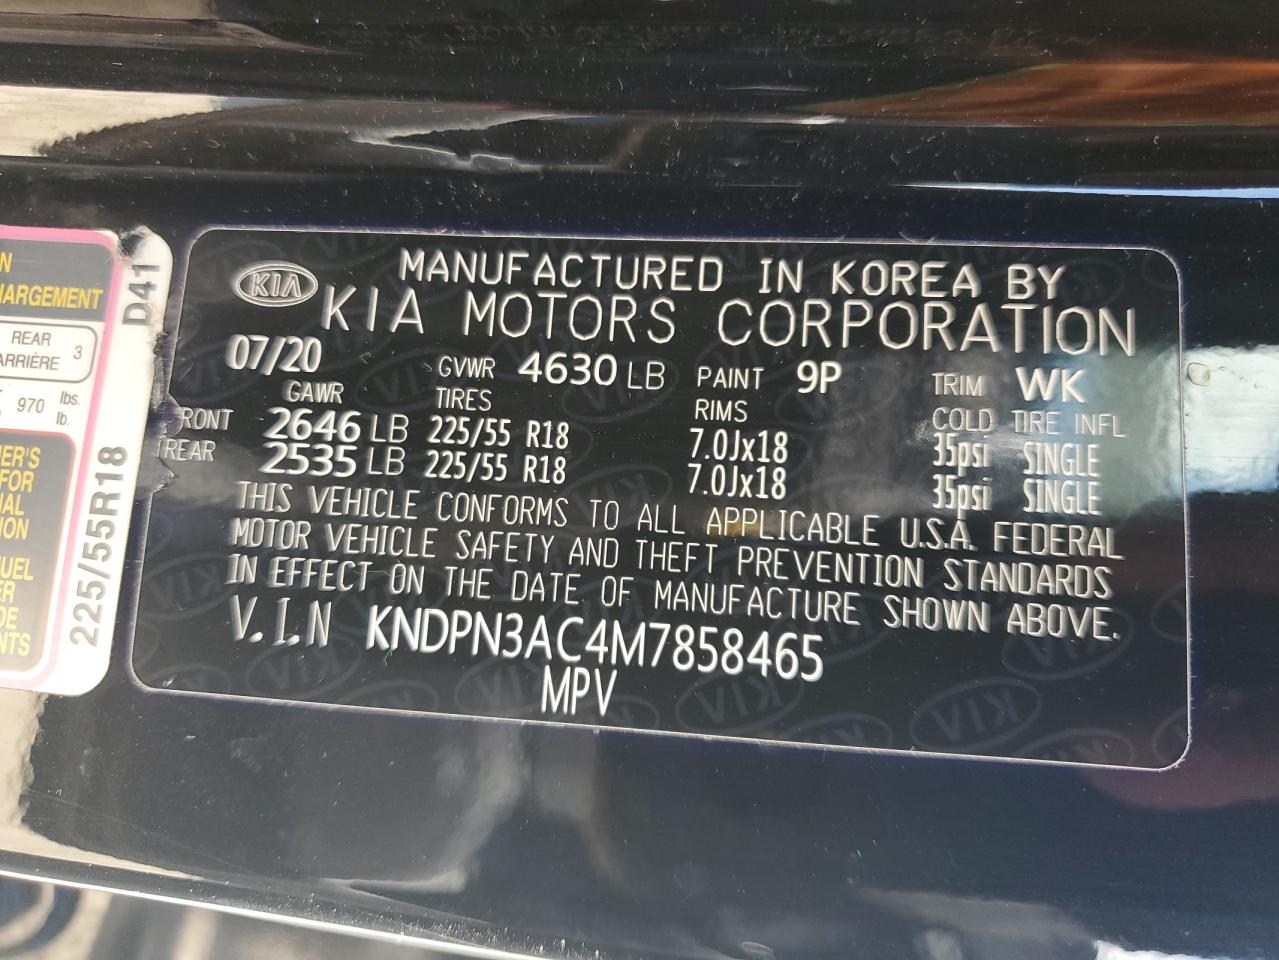 KIA
MANUFACTURED IN KOREA BY
KIA MOTORS CORPORATION
07/20 GVWR 4630 LB PAINT 9P TRIM WK
GAWR TIRES RIMS COLD TIRE INFL
FRONT 2646 LB 225/55 R18 7.0Jx18 35psi SINGLE
REAR 2535 LB 225/55 R18 7.0Jx18 35psi SINGLE
THIS VEHICLE CONFORMS TO ALL APPLICABLE U.S.A. FEDERAL
MOTOR VEHICLE SAFETY AND THEFT PREVENTION STANDARDS
IN EFFECT ON THE DATE OF MANUFACTURE SHOWN ABOVE.
V.I.N KNDPN3AC4M7858465
MPV
REAR 3
ARRIÈRE
970 lbs.
lb.
D41
225/55R18